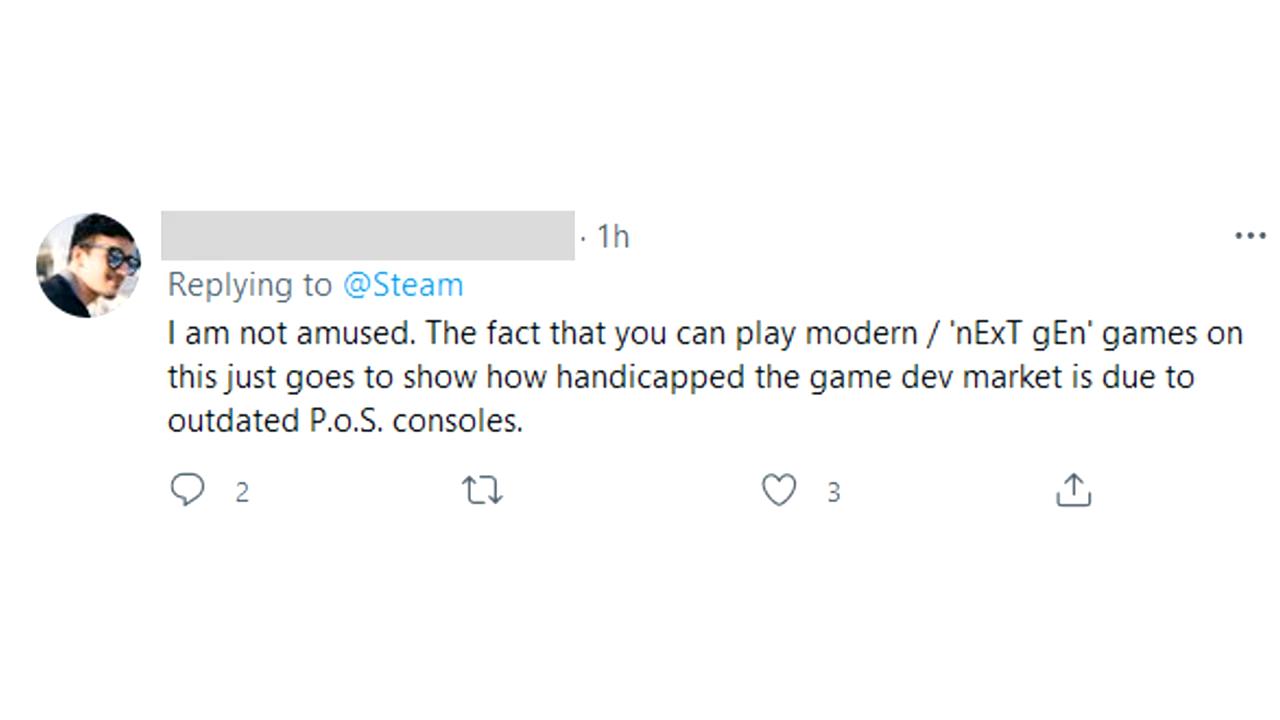 · 1h
Replying to @Steam
I am not amused. The fact that you can play modern / 'nExT gEn' games on
this just goes to show how handicapped the game dev market is due to
outdated P.o.S. consoles.
2 3